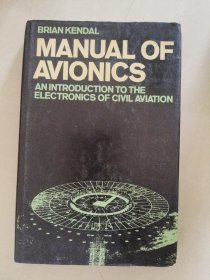 BRIAN KENDAL
MANUAL OF
AVIONICS
AN INTRODUCTION TO THE
ELECTRONICS OF CIVIL AVIATION